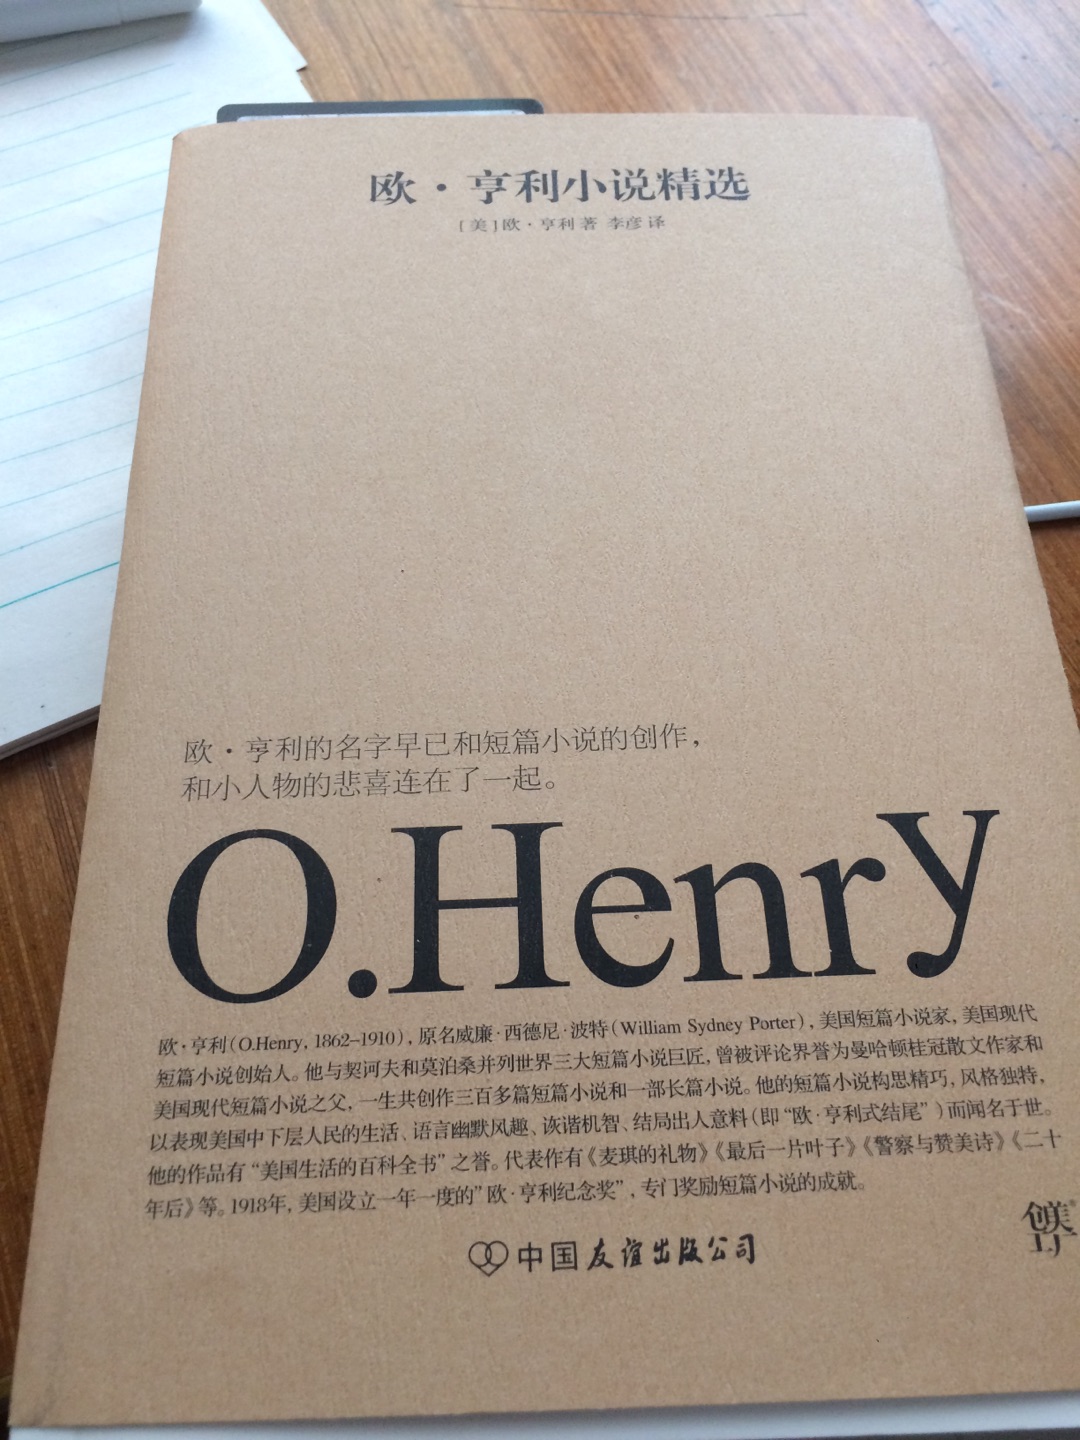 欧·亨利小说精选
[美]欧·亨利著 李彦译
欧·亨利的名字早已和短篇小说的创作，
和小人物的悲喜连在了一起。
O.Henry
欧·亨利（O.Henry, 1862–1910），原名威廉·西德尼·波特（William Sydney Porter），美国短篇小说家，美国现代
短篇小说创始人。他与契诃夫和莫泊桑并列世界三大短篇小说巨匠，曾被评论界誉为曼哈顿桂冠散文作家和
美国现代短篇小说之父，一生共创作三百多篇短篇小说和一部长篇小说。他的短篇小说构思精巧，风格独特，
以表现美国中下层人民的生活、语言幽默风趣、诙谐机智、结局出人意料（即“欧·亨利式结尾”）而闻名于世。
他的作品有“美国生活的百科全书”之誉。代表作有《麦琪的礼物》《最后一片叶子》《警察与赞美诗》《二十
年后》等。1918年，美国设立一年一度的“欧·亨利纪念奖”，专门奖励短篇小说的成就。
中国友谊出版公司
创美
工厂